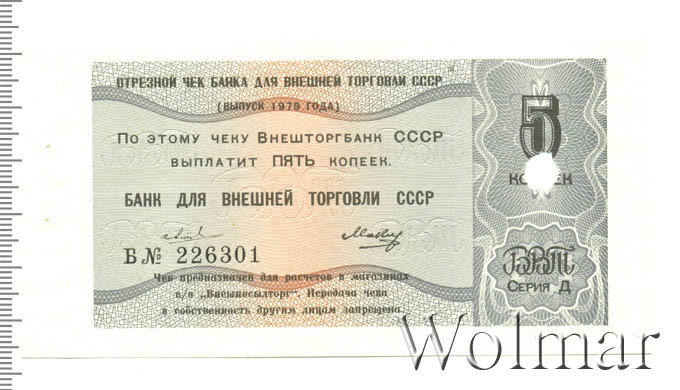 ОТРЕЗНОЙ ЧЕК БАНКА ДЛЯ ВНЕШНЕЙ ТОРГОВЛИ СССР
(ВЫПУСК 1979 ГОДА)
По этому чеку Внешторгбанк СССР
выплатит ПЯТЬ копеек.
БАНК ДЛЯ ВНЕШНЕЙ ТОРГОВЛИ СССР
Б № 226301
Чек предназначен для расчетов в магазинах
в/о „Внешпосылторг". Передача чека
в собственность другим лицам запрещена.
5
БВТ
Серия Д
Wolmar